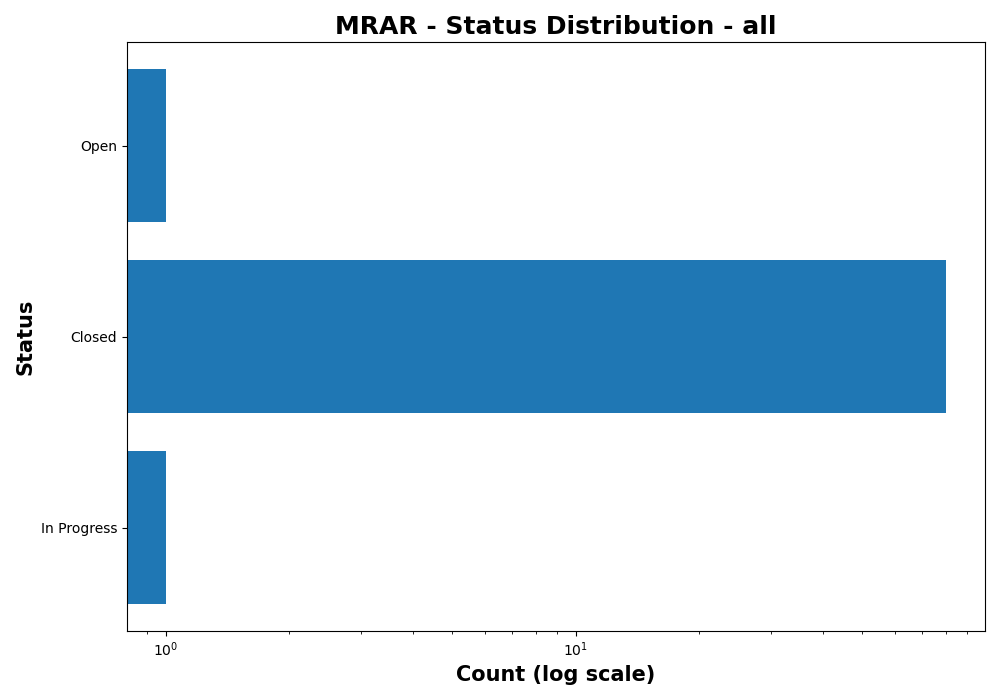 MRAR - Status Distribution - all
Open
Closed
In Progress
Status
10⁰
10¹
Count (log scale)